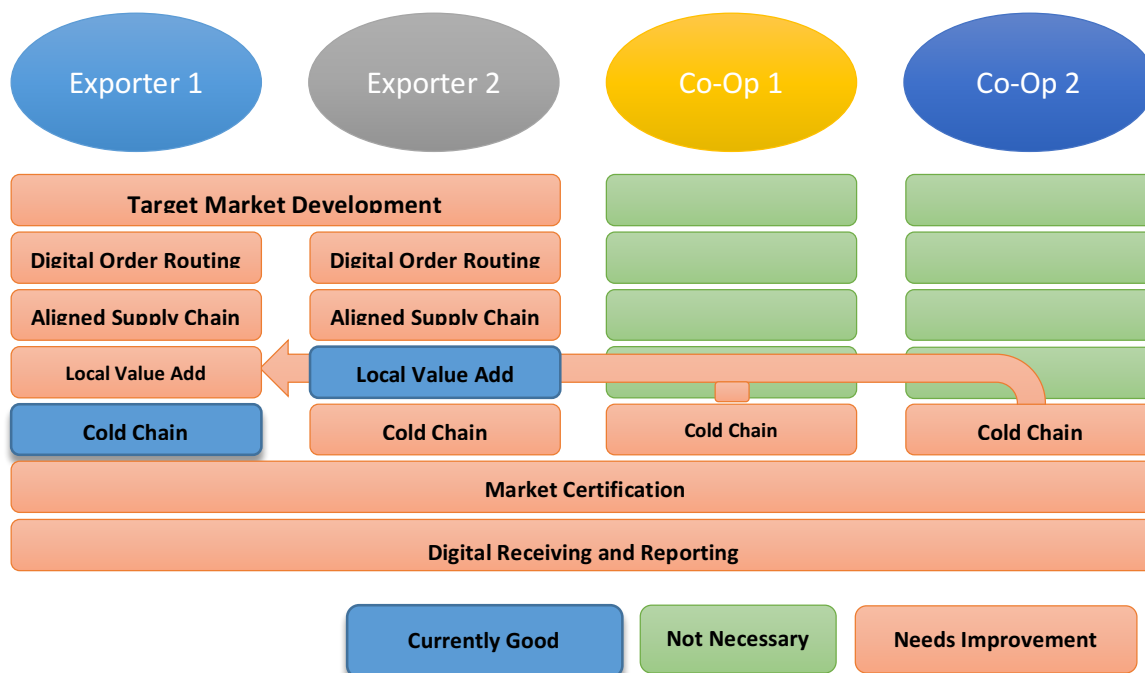 Exporter 1
Exporter 2
Co-Op 1
Co-Op 2
Target Market Development
Digital Order Routing
Digital Order Routing
Aligned Supply Chain
Aligned Supply Chain
Local Value Add
Local Value Add
Cold Chain
Cold Chain
Cold Chain
Cold Chain
Market Certification
Digital Receiving and Reporting
Currently Good
Not Necessary
Needs Improvement